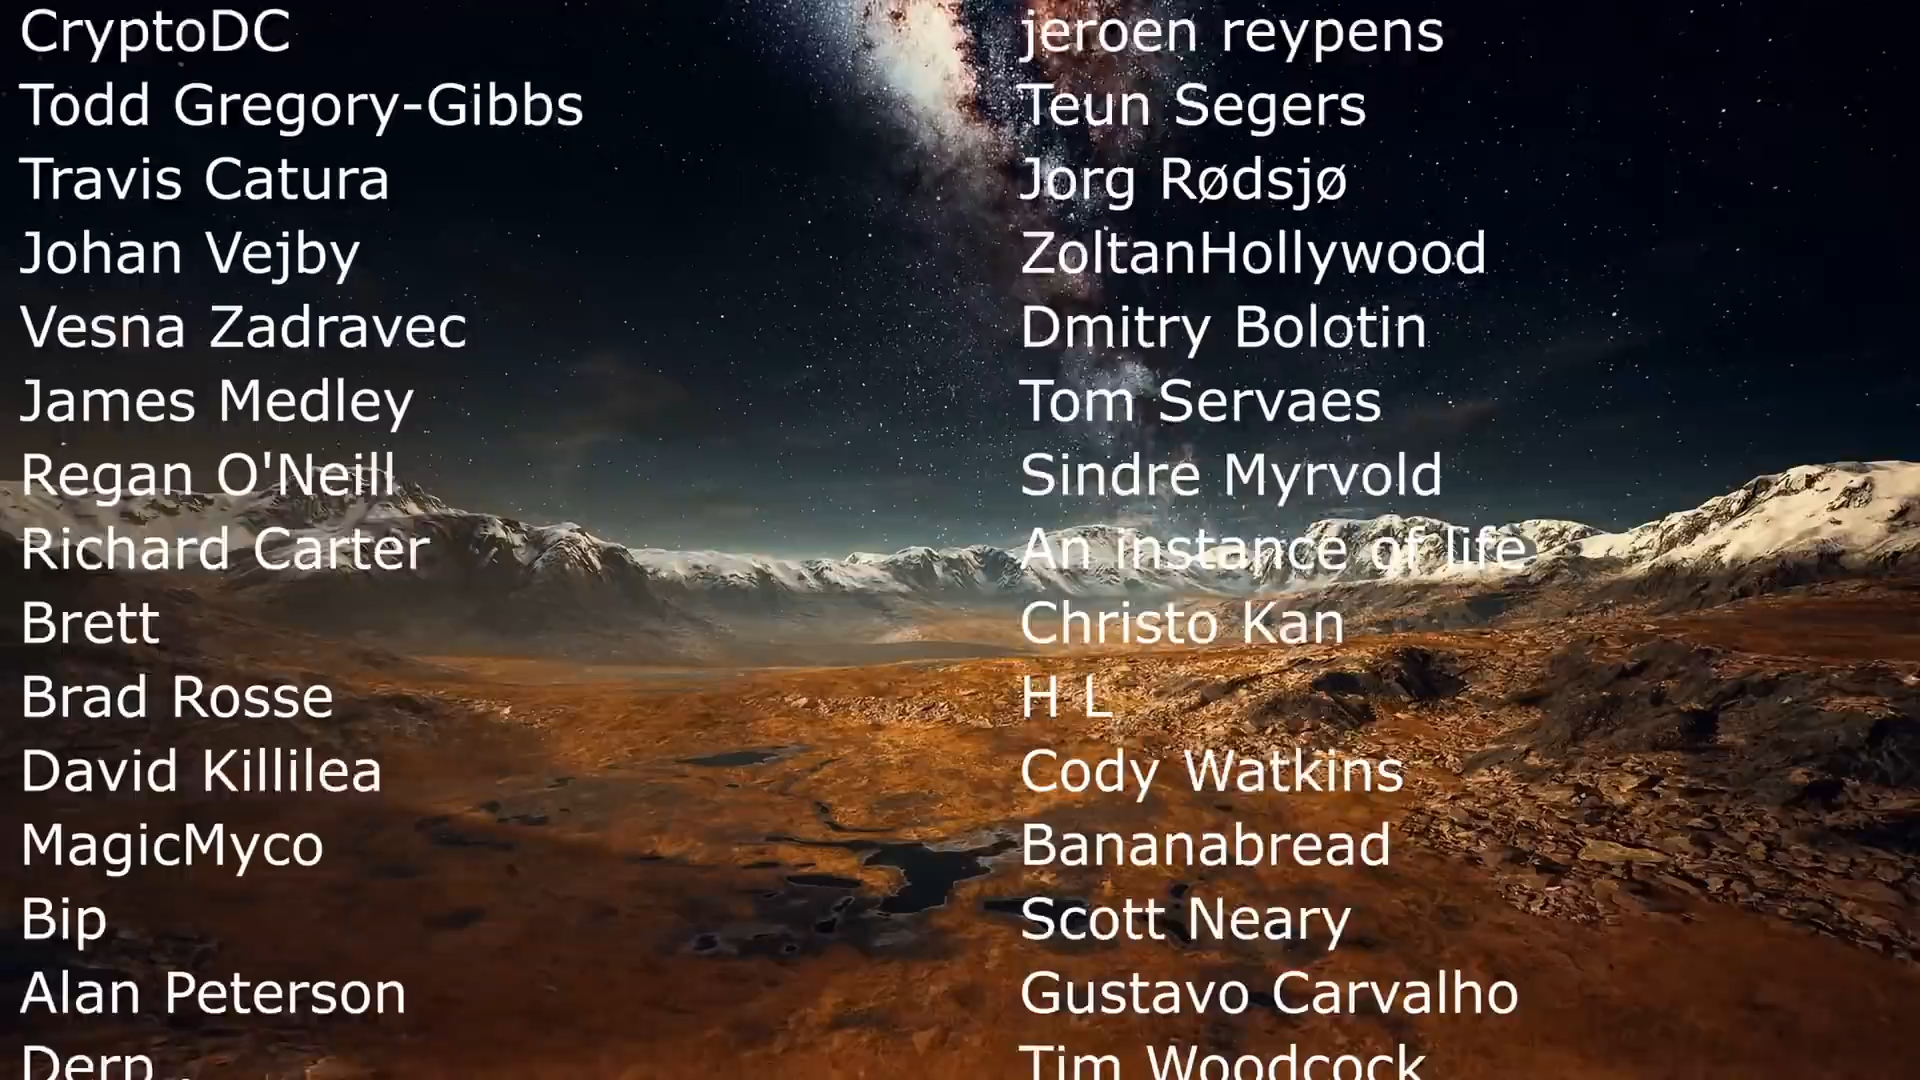 CryptoDC
Todd Gregory-Gibbs
Travis Catura
Johan Vejby
Vesna Zadravec
James Medley
Regan O'Neill
Richard Carter
Brett
Brad Rosse
David Killilea
MagicMyco
Bip
Alan Peterson
Derp
jeroen reypens
Teun Segers
Jorg Rødsjø
ZoltanHollywood
Dmitry Bolotin
Tom Servaes
Sindre Myrvold
An instance of life
Christo Kan
H L
Cody Watkins
Bananabread
Scott Neary
Gustavo Carvalho
Tim Woodcock